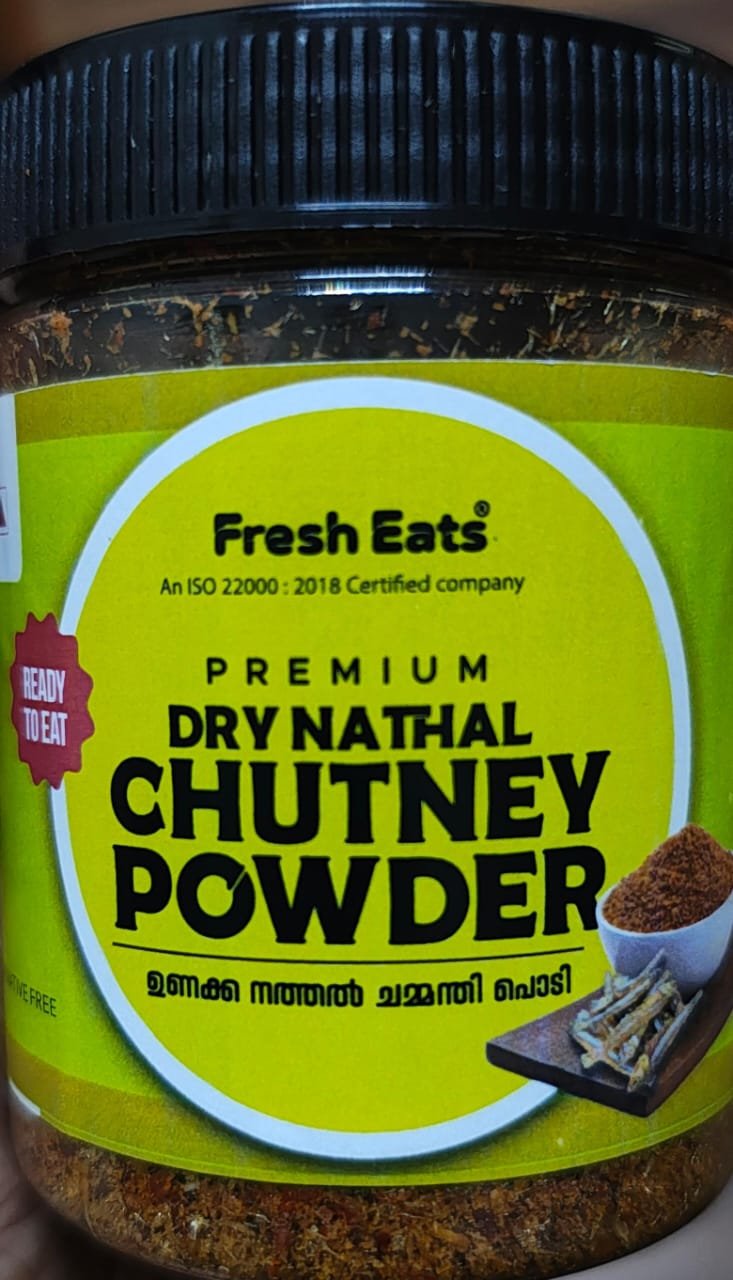 Fresh Eats®
An ISO 22000 : 2018 Certified company
PREMIUM
DRY NATHAL
CHUTNEY
POWDER
ഉണക്ക നത്തൽ ചമ്മന്തി പൊടി
READY
TO EAT
FREE